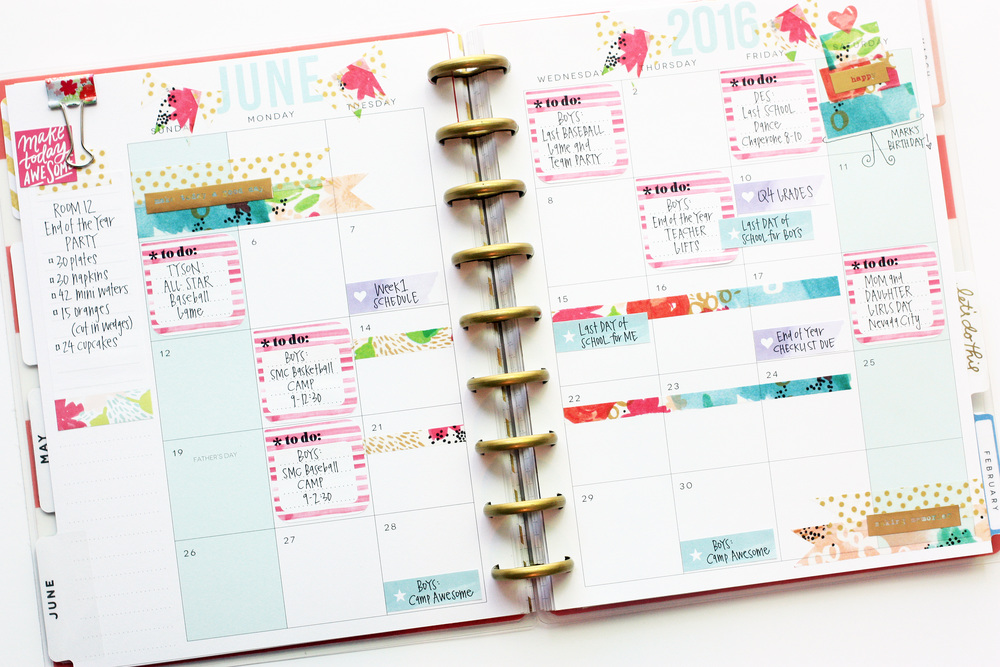 JUNE
SUNDAY
MONDAY
TUESDAY
make
today
AWESOME
ROOM 12
End of the Year
PARTY
30 plates
30 napkins
42 mini waters
15 oranges
(cut in wedges)
24 cupcakes
MAY
JUNE
* to do:
TYSON:
ALL-STAR
Baseball
Game
6
7
Week 1
SCHEDULE
12
* to do:
BOYS:
SMC Basketball
CAMP
9-12:30
14
19
FATHER'S DAY
* to do:
BOYS:
SMC Baseball
CAMP
9-2:30
21
26
27
28
BOYS:
Camp Awesome
2016
WEDNESDAY
THURSDAY
FRIDAY
SATURDAY
* to do:
BOYS:
Last BASEBALL
Game and
Team PARTY
2
* to do:
DES:
Last SCHOOL
Dance
Chaperone 8-10
happy
MARK'S
BIRTHDAY!
8
* to do:
BOYS:
End of the Year
TEACHER
GIFTS
10
Q4 GRADES
Last DAY of
SCHOOL for BOYS
11
15
Last DAY of
SCHOOL for ME
16
17
End of Year
CHECKLIST DUE
* to do:
MOM and
DAUGHTER
GIRLS DAY
Nevada City
22
23
24
25
29
30
BOYS:
Camp Awesome
let's do this
FEBRUARY